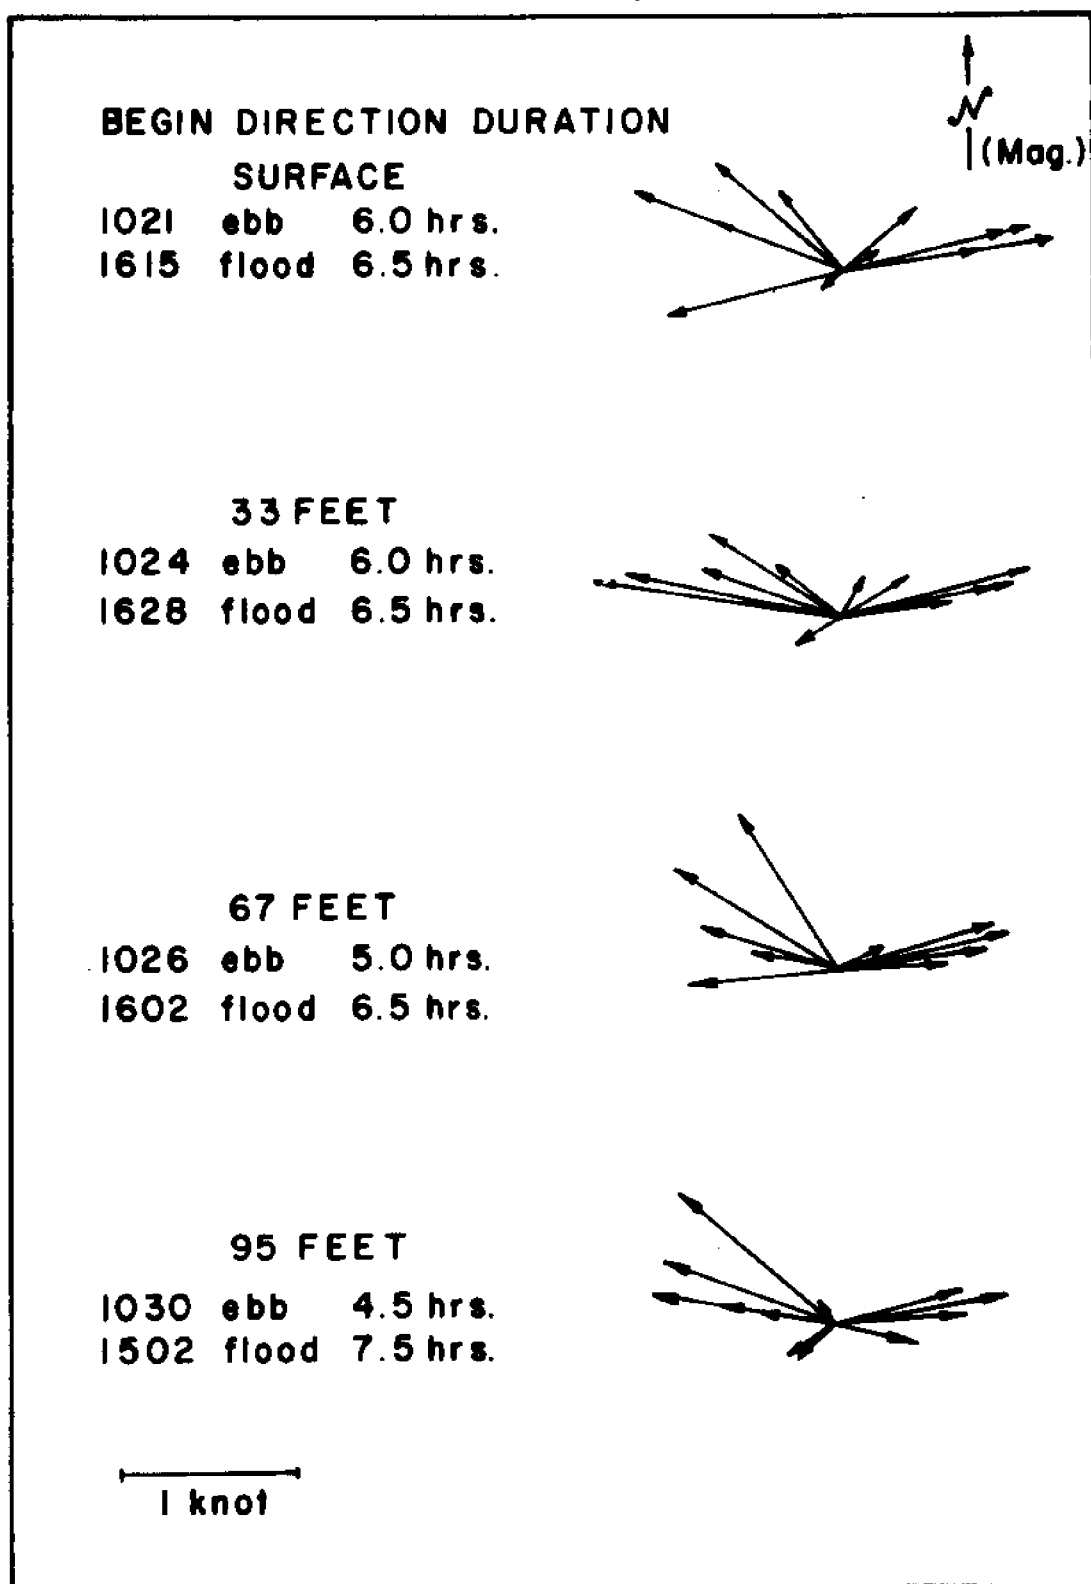 N
(Mag.)
BEGIN DIRECTION DURATION
SURFACE
1021 ebb 6.0 hrs.
1615 flood 6.5 hrs.
33 FEET
1024 ebb 6.0 hrs.
1628 flood 6.5 hrs.
67 FEET
1026 ebb 5.0 hrs.
1602 flood 6.5 hrs.
95 FEET
1030 ebb 4.5 hrs.
1502 flood 7.5 hrs.
1 knot